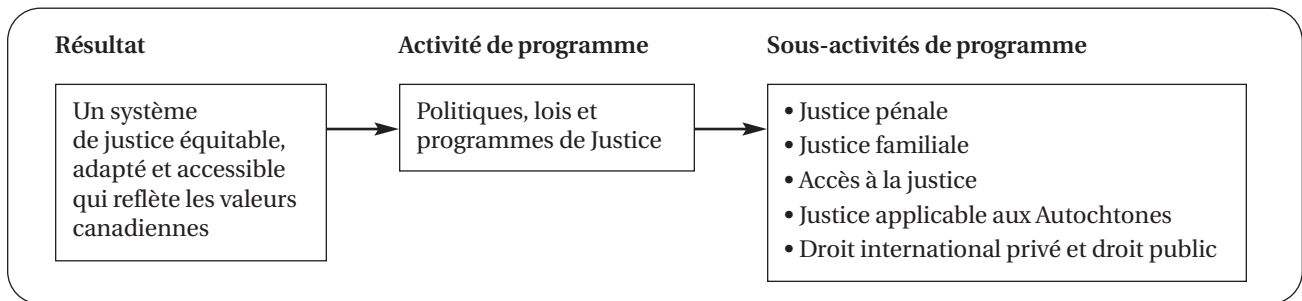 Résultat
Un système
de justice équitable,
adapté et accessible
qui reflète les valeurs
canadiennes
Activité de programme
Politiques, lois et
programmes de Justice
Sous-activités de programme
• Justice pénale
• Justice familiale
• Accès à la justice
• Justice applicable aux Autochtones
• Droit international privé et droit public